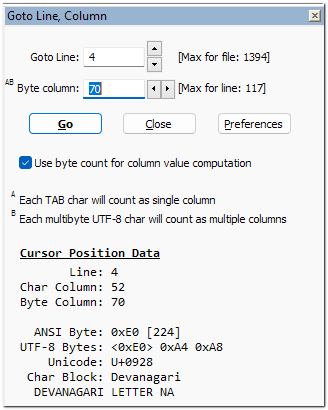 Goto Line, Column
Goto Line: 4 [Max for file: 1394]
AB Byte column: 70 [Max for line: 117]
Go Close Preferences
Use byte count for column value computation
A Each TAB char will count as single column
B Each multibyte UTF-8 char will count as multiple columns
Cursor Position Data
Line: 4
Char Column: 52
Byte Column: 70
ANSI Byte: 0xE0 [224]
UTF-8 Bytes: <0xE0> 0xA4 0xA8
Unicode: U+0928
Char Block: Devanagari
DEVANAGARI LETTER NA